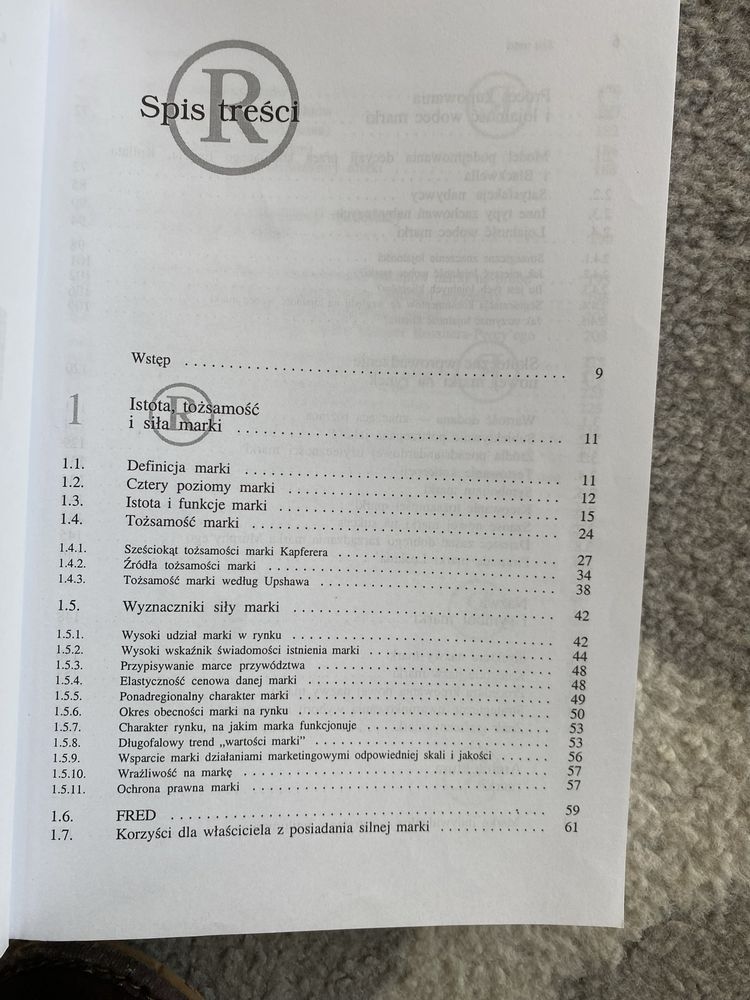 R
Spis treści
Wstęp . . . . . . . . . . . . . . . . . . . . . . . . . . . . . . . . . . . . . . . . 9
1 Istota, tożsamość
R
i siła marki . . . . . . . . . . . . . . . . . . . . . . . . . . . . . . . . . . 11
1.1. Definicja marki . . . . . . . . . . . . . . . . . . . . . . . . . . . . . . 11
1.2. Cztery poziomy marki . . . . . . . . . . . . . . . . . . . . . . . . . . 12
1.3. Istota i funkcje marki . . . . . . . . . . . . . . . . . . . . . . . . . . 15
1.4. Tożsamość marki . . . . . . . . . . . . . . . . . . . . . . . . . . . . 24
1.4.1. Sześciokąt tożsamości marki Kapferera . . . . . . . . . . . . . . . . . . . 27
1.4.2. Źródła tożsamości marki . . . . . . . . . . . . . . . . . . . . . . . . . . 34
1.4.3. Tożsamość marki według Upshawa . . . . . . . . . . . . . . . . . . . . . 38
1.5. Wyznaczniki siły marki . . . . . . . . . . . . . . . . . . . . . . . . . 42
1.5.1. Wysoki udział marki w rynku . . . . . . . . . . . . . . . . . . . . . . . . 42
1.5.2. Wysoki wskaźnik świadomości istnienia marki . . . . . . . . . . . . . . . 44
1.5.3. Przypisywanie marce przywództwa . . . . . . . . . . . . . . . . . . . . . 48
1.5.4. Elastyczność cenowa danej marki . . . . . . . . . . . . . . . . . . . . . . 48
1.5.5. Ponadregionalny charakter marki . . . . . . . . . . . . . . . . . . . . . . 49
1.5.6. Okres obecności marki na rynku . . . . . . . . . . . . . . . . . . . . . . 50
1.5.7. Charakter rynku, na jakim marka funkcjonuje . . . . . . . . . . . . . . . 53
1.5.8. Długofalowy trend „wartości marki” . . . . . . . . . . . . . . . . . . . . 53
1.5.9. Wsparcie marki działaniami marketingowymi odpowiedniej skali i jakości . . . . . . 56
1.5.10. Wrażliwość na markę . . . . . . . . . . . . . . . . . . . . . . . . . . . 57
1.5.11. Ochrona prawna marki . . . . . . . . . . . . . . . . . . . . . . . . . . 57
1.6. FRED . . . . . . . . . . . . . . . . . . . . . . . . . . . . . . . . . . 59
1.7. Korzyści dla właściciela z posiadania silnej marki . . . . . . . . . . . . . 61